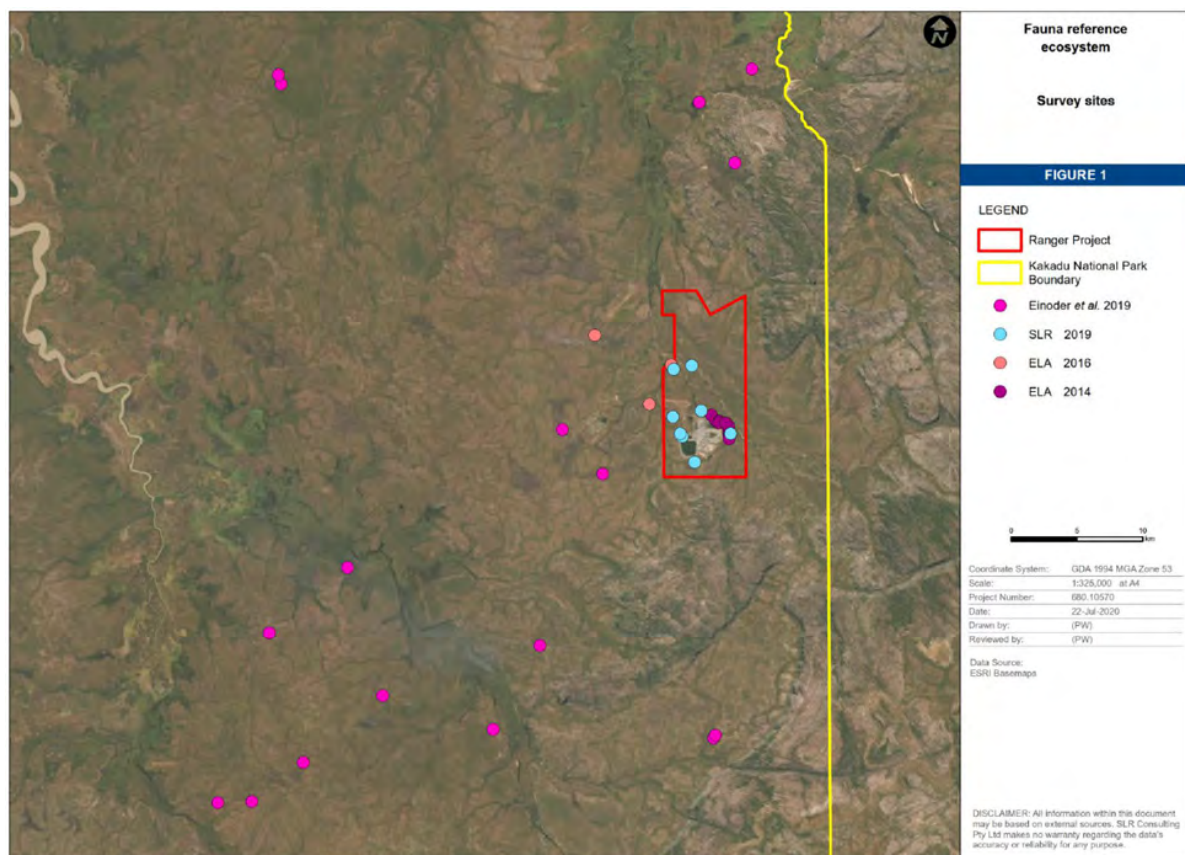 N
Fauna reference
ecosystem
Survey sites
FIGURE 1
LEGEND
Ranger Project
Kakadu National Park
Boundary
Einoder et al. 2019
SLR 2019
ELA 2016
ELA 2014
0 5 10
km
Coordinate System: GDA 1994 MGA Zone 53
Scale: 1:325,000 at A4
Project Number: 680.10570
Date: 22-Jul-2020
Drawn by: (PW)
Reviewed by: (PW)
Data Source:
ESRI Basemaps
DISCLAIMER: All information within this document
may be based on external sources. SLR Consulting
Pty Ltd makes no warranty regarding the data's
accuracy or reliability for any purpose.